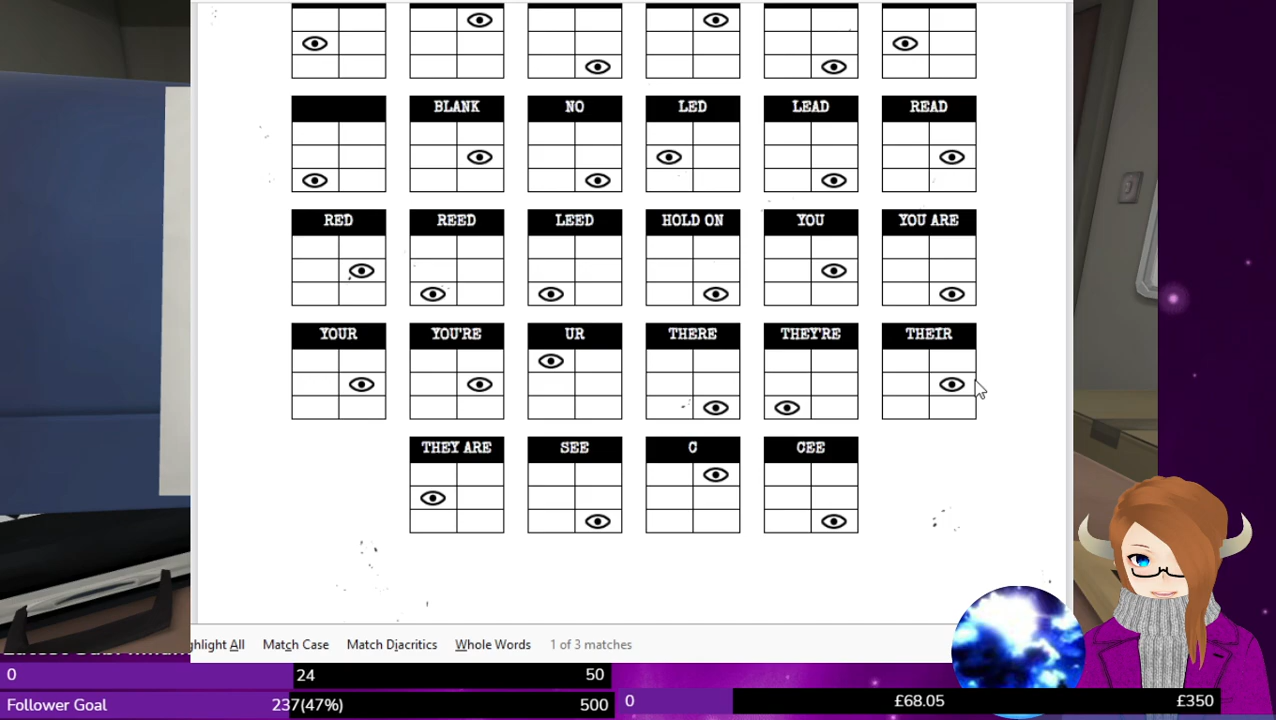 BLANK NO LED LEAD READ
RED REED LEED HOLD ON YOU YOU ARE
YOUR YOU'RE UR THERE THEY'RE THEIR
THEY ARE SEE C CEE
ghlight All Match Case Match Diacritics Whole Words 1 of 3 matches
0 24 50
Follower Goal 237(47%) 500 0 £68.05 £350